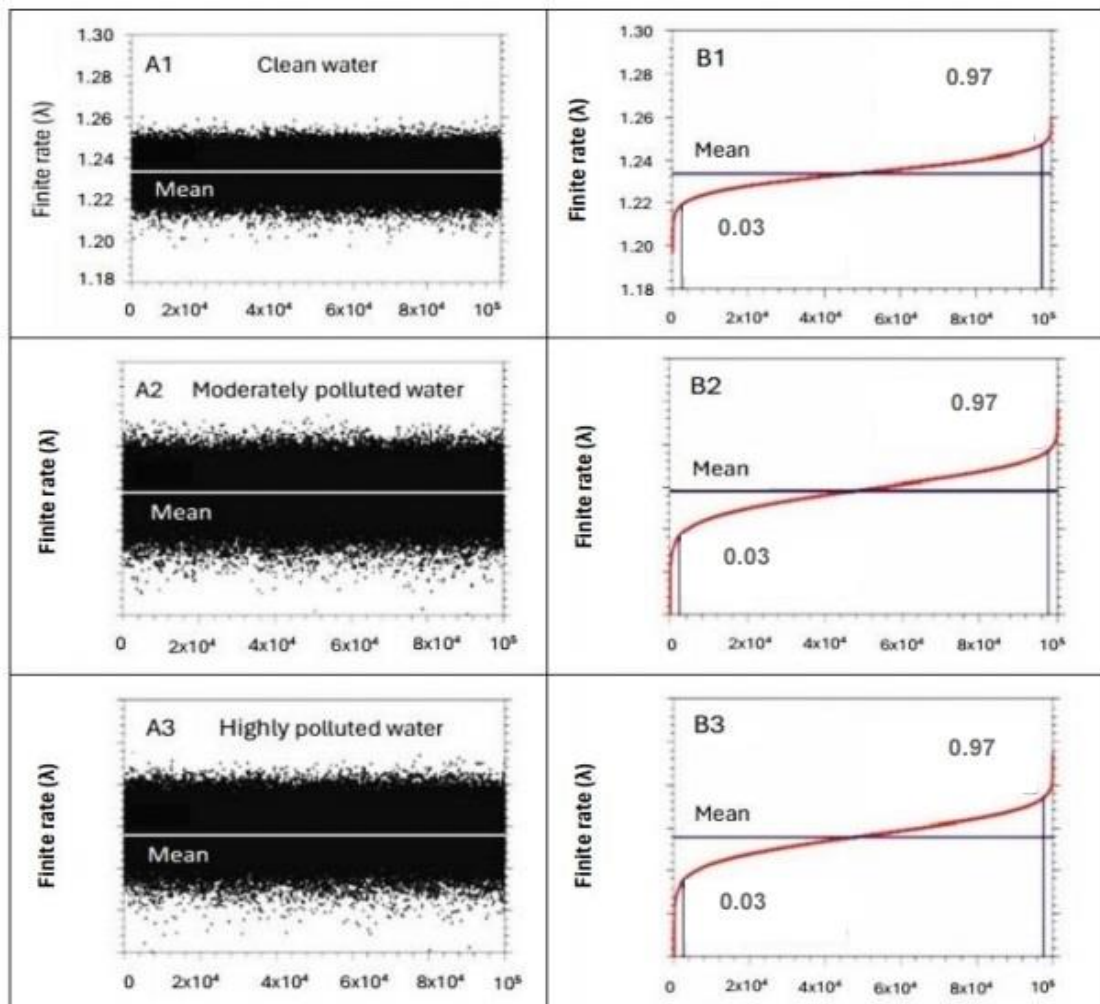 A1 Clean water
Finite rate (λ)
1.30
1.28
1.26
1.24
1.22
1.20
1.18
Mean
0 2x10⁴ 4x10⁴ 6x10⁴ 8x10⁴ 10⁵
B1
0.97
Finite rate (λ)
1.30
1.28
1.26
1.24
1.22
1.20
1.18
Mean
0.03
0 2x10⁴ 4x10⁴ 6x10⁴ 8x10⁴ 10⁵
A2 Moderately polluted water
Finite rate (λ)
Mean
0 2x10⁴ 4x10⁴ 6x10⁴ 8x10⁴ 10⁵
B2
0.97
Finite rate (λ)
Mean
0.03
0 2x10⁴ 4x10⁴ 6x10⁴ 8x10⁴ 10⁵
A3 Highly polluted water
Finite rate (λ)
Mean
0 2x10⁴ 4x10⁴ 6x10⁴ 8x10⁴ 10⁵
B3
0.97
Finite rate (λ)
Mean
0.03
0 2x10⁴ 4x10⁴ 6x10⁴ 8x10⁴ 10⁵